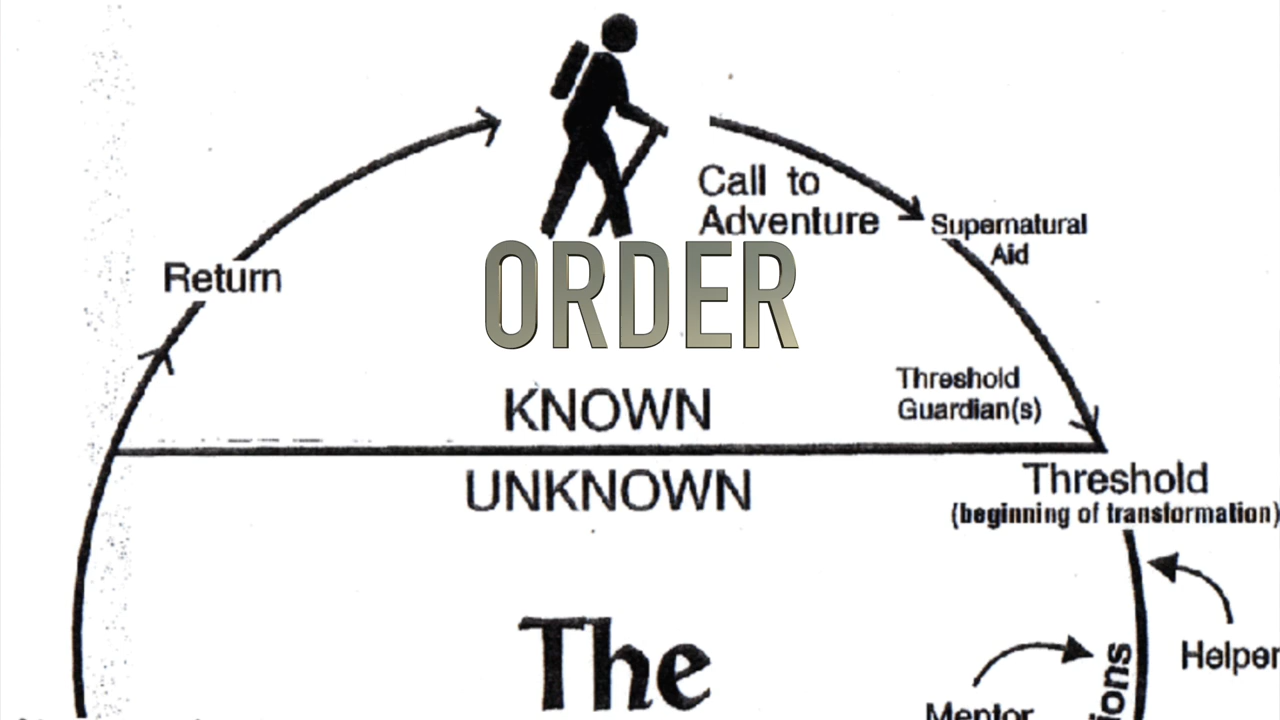 Call to
Adventure
Supernatural
Aid
Return
ORDER
Threshold
Guardian(s)
KNOWN
UNKNOWN
Threshold
(beginning of transformation)
The
Helper
Mentor